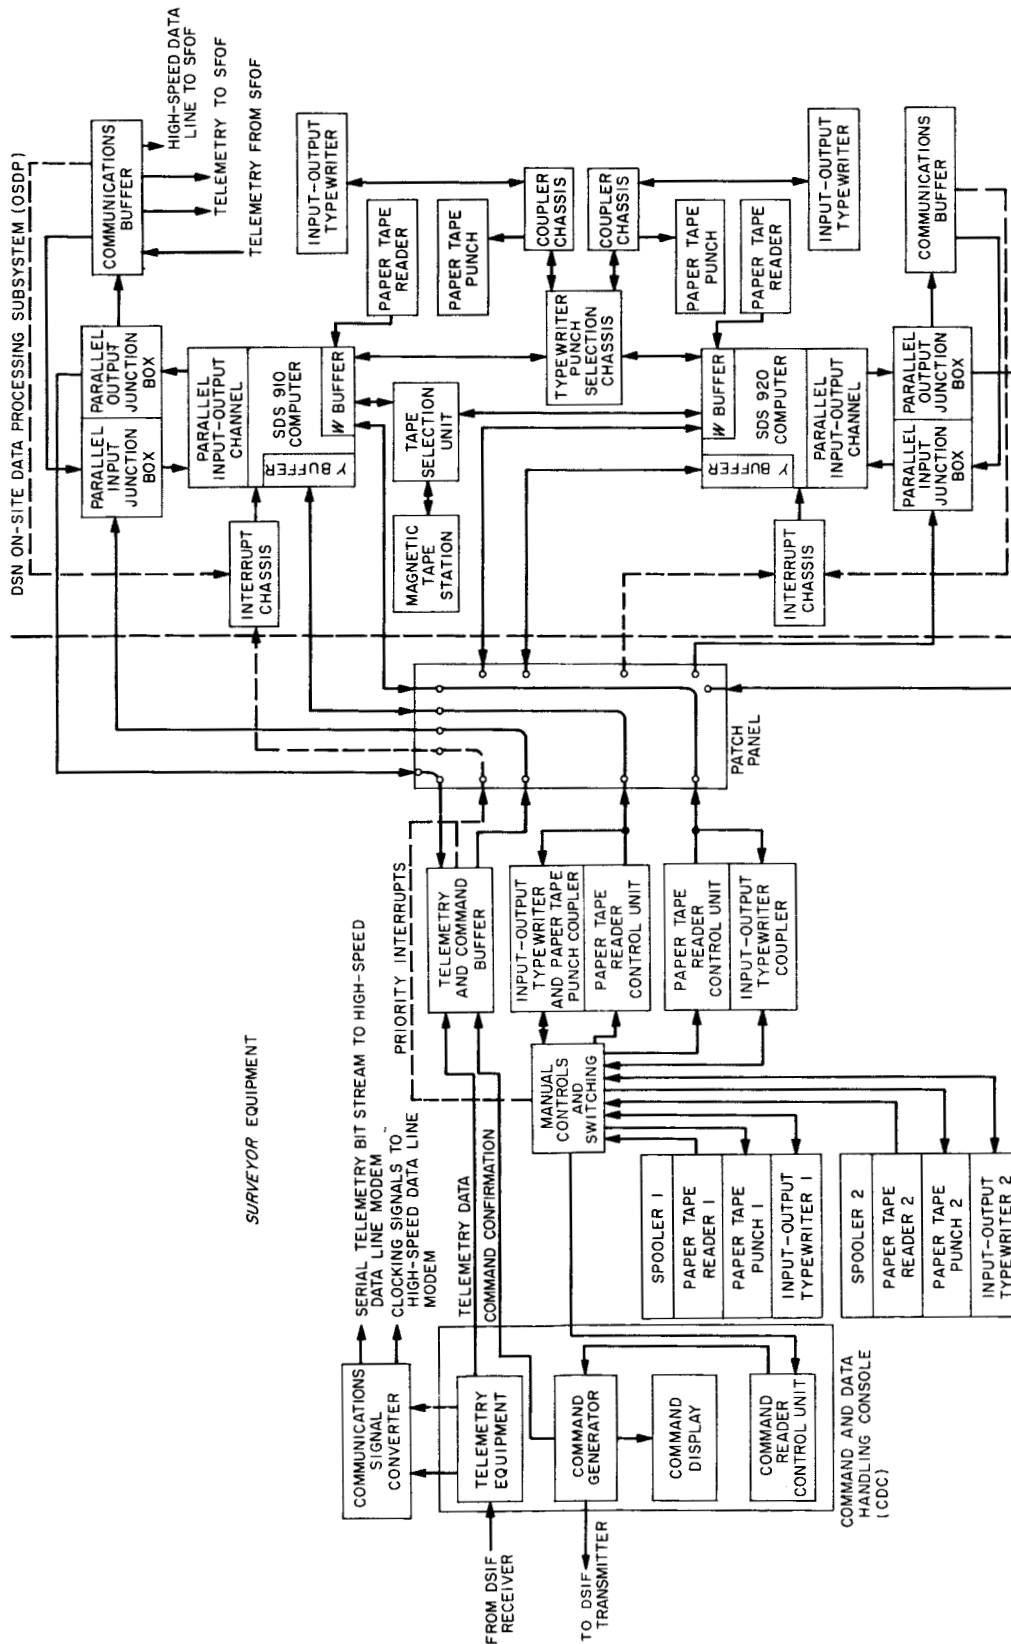 DSN ON-SITE DATA PROCESSING SUBSYSTEM (OSDP)
HIGH-SPEED DATA
LINE TO SFOF
TELEMETRY TO SFOF
TELEMETRY FROM SFOF
COMMUNICATIONS
BUFFER
PARALLEL
INPUT
JUNCTION
BOX
PARALLEL
OUTPUT
JUNCTION
BOX
PARALLEL
INPUT-OUTPUT
CHANNEL
SDS 910
COMPUTER
Y BUFFER
W BUFFER
INTERRUPT
CHASSIS
INPUT-OUTPUT
TYPEWRITER
PAPER TAPE
READER
PAPER TAPE
PUNCH
COUPLER
CHASSIS
COUPLER
CHASSIS
TYPEWRITER
PUNCH
SELECTION
CHASSIS
TAPE
SELECTION
UNIT
MAGNETIC
TAPE
STATION
PAPER TAPE
PUNCH
PAPER TAPE
READER
INPUT-OUTPUT
TYPEWRITER
W BUFFER
Y BUFFER
SDS 920
COMPUTER
PARALLEL
INPUT-OUTPUT
CHANNEL
INTERRUPT
CHASSIS
PARALLEL
INPUT
JUNCTION
BOX
PARALLEL
OUTPUT
JUNCTION
BOX
COMMUNICATIONS
BUFFER
PATCH
PANEL
SURVEYOR EQUIPMENT
SERIAL TELEMETRY BIT STREAM TO HIGH-SPEED
DATA LINE MODEM
CLOCKING SIGNALS TO
HIGH-SPEED DATA LINE
MODEM
PRIORITY INTERRUPTS
TELEMETRY DATA
COMMAND CONFIRMATION
TELEMETRY
AND COMMAND
BUFFER
INPUT-OUTPUT
TYPEWRITER
AND PAPER TAPE
PUNCH COUPLER
PAPER TAPE
READER
CONTROL UNIT
PAPER TAPE
READER
CONTROL UNIT
INPUT-OUTPUT
TYPEWRITER
COUPLER
MANUAL
CONTROLS
AND
SWITCHING
SPOOLER 1
PAPER TAPE
READER 1
PAPER TAPE
PUNCH 1
INPUT-OUTPUT
TYPEWRITER 1
SPOOLER 2
PAPER TAPE
READER 2
PAPER TAPE
PUNCH 2
INPUT-OUTPUT
TYPEWRITER 2
COMMUNICATIONS
SIGNAL
CONVERTER
TELEMETRY
EQUIPMENT
COMMAND
GENERATOR
COMMAND
DISPLAY
COMMAND
READER
CONTROL UNIT
COMMAND AND DATA
HANDLING CONSOLE
(CDC)
FROM DSIF
RECEIVER
TO DSIF
TRANSMITTER